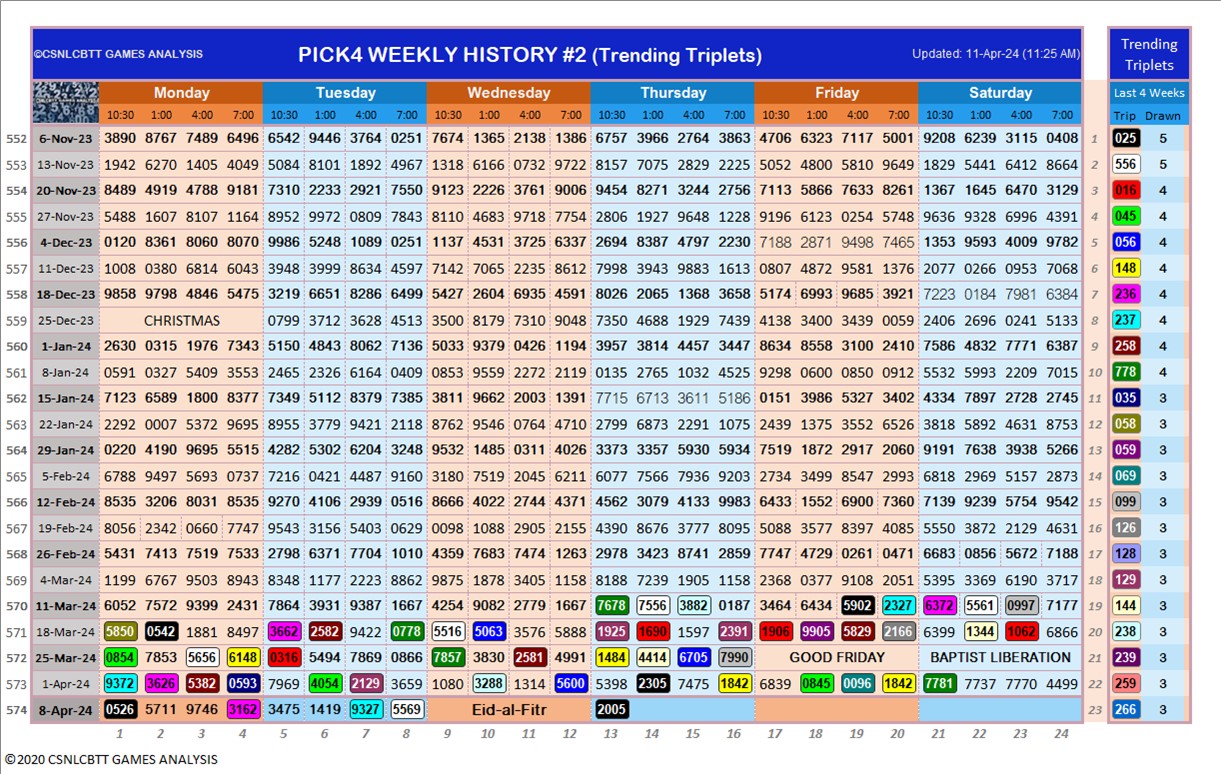 ©CSNLCBTT GAMES ANALYSIS PICK4 WEEKLY HISTORY #2 (Trending Triplets) Updated: 11-Apr-24 (11:25 AM) Trending Triplets
Monday Tuesday Wednesday Thursday Friday Saturday Last 4 Weeks
10:30 1:00 4:00 7:00 10:30 1:00 4:00 7:00 10:30 1:00 4:00 7:00 10:30 1:00 4:00 7:00 10:30 1:00 4:00 7:00 10:30 1:00 4:00 7:00 Trip Drawn
552 6-Nov-23 3890 8767 7489 6496 6542 9446 3764 0251 7674 1365 2138 1386 6757 3966 2764 3863 4706 6323 7117 5001 9208 6239 3115 0408 1 025 5
553 13-Nov-23 1942 6270 1405 4049 5084 8101 1892 4967 1318 6166 0732 9722 8157 7075 2829 2225 5052 4800 5810 9649 1829 5441 6412 8664 2 556 5
554 20-Nov-23 8489 4919 4788 9181 7310 2233 2921 7550 9123 2226 3761 9006 9454 8271 3244 2756 7113 5866 7633 8261 1367 1645 6470 3129 3 016 4
555 27-Nov-23 5488 1607 8107 1164 8952 9972 0809 7843 8110 4683 9718 7754 2806 1927 9648 1228 9196 6123 0254 5748 9636 9328 6996 4391 4 045 4
556 4-Dec-23 0120 8361 8060 8070 9986 5248 1089 0251 1137 4531 3725 6337 2694 8387 4797 2230 7188 2871 9498 7465 1353 9593 4009 9782 5 056 4
557 11-Dec-23 1008 0380 6814 6043 3948 3999 8634 4597 7142 7065 2235 8612 7998 3943 9883 1613 0807 4872 9581 1376 2077 0266 0953 7068 6 148 4
558 18-Dec-23 9858 9798 4846 5475 3219 6651 8286 6499 5427 2604 6935 4591 8026 2065 1368 3658 5174 6993 9685 3921 7223 0184 7981 6384 7 236 4
559 25-Dec-23 CHRISTMAS 0799 3712 3628 4513 3500 8179 7310 9048 7350 4688 1929 7439 4138 3400 3439 0059 2406 2696 0241 5133 8 237 4
560 1-Jan-24 2630 0315 1976 7343 5150 4843 8062 7136 5033 9379 0426 1194 3957 3814 4457 3447 8634 8558 3100 2410 7586 4832 7771 6387 9 258 4
561 8-Jan-24 0591 0327 5409 3553 2465 2326 6164 0409 0853 9559 2272 2119 0135 2765 1032 4525 9298 0600 0850 0912 5532 5993 2209 7015 10 778 4
562 15-Jan-24 7123 6589 1800 8377 7349 5112 8379 7385 3811 9662 2003 1391 7715 6713 3611 5186 0151 3986 5327 3402 4334 7897 2728 2745 11 035 3
563 22-Jan-24 2292 0007 5372 9695 8955 3779 9421 2118 8762 9546 0764 4710 2799 6873 2291 1075 2439 1375 3552 6526 3818 5892 4631 8753 12 058 3
564 29-Jan-24 0220 4190 9695 5515 4282 5302 6204 3248 9532 1485 0311 4026 3373 3357 5530 5934 7519 1872 2917 2060 9191 7638 3938 5266 13 059 3
565 5-Feb-24 6788 9497 5693 0737 7216 0421 4487 9160 3180 7519 2045 6211 6077 7566 7936 9203 2734 3499 8547 2993 6818 2969 5157 2873 14 069 3
566 12-Feb-24 8535 3206 8031 8535 9270 4106 2939 0516 8666 4022 2744 4371 4562 3079 4133 9983 6433 1552 6900 7360 7139 9239 5754 9542 15 099 3
567 19-Feb-24 8056 2342 0660 7747 9543 3156 5403 0629 0098 1088 2905 2155 4390 8676 3777 8095 5088 3577 8397 4085 5550 3872 2129 4631 16 126 3
568 26-Feb-24 5431 7413 7519 7533 2798 6371 7704 1010 4359 7683 7474 1263 2978 3423 8741 2859 7747 4729 0261 0471 6683 0856 5672 7188 17 128 3
569 4-Mar-24 1199 6767 9503 8943 8348 1177 2223 8862 9875 1878 3405 1158 8188 7239 1905 1158 2368 0377 9108 2051 5395 3369 6190 3717 18 129 3
570 11-Mar-24 6052 7572 9399 2431 7864 3931 9387 1667 4254 9082 2779 1667 7678 7556 3882 0187 3464 6434 5902 2327 6372 5561 0997 7177 19 144 3
571 18-Mar-24 5850 0542 1881 8497 3662 2582 9422 0778 5516 5063 3576 5888 1925 1690 1597 2391 1906 9905 5829 2166 6399 1344 1062 6866 20 238 3
572 25-Mar-24 0854 7853 5656 6148 0316 5494 7869 0866 7857 3830 2581 4991 1484 4414 6705 7990 GOOD FRIDAY BAPTIST LIBERATION 21 239 3
573 1-Apr-24 9372 3626 5382 0593 7969 4054 2129 3659 1080 3288 1314 5600 5398 2305 7475 1842 6839 0845 0096 1842 7781 7737 7770 4499 22 259 3
574 8-Apr-24 0526 5711 9746 3162 3475 1419 9327 5569 Eid-al-Fitr 2005 23 266 3
1 2 3 4 5 6 7 8 9 10 11 12 13 14 15 16 17 18 19 20 21 22 23 24
©2020 CSNLCBTT GAMES ANALYSIS